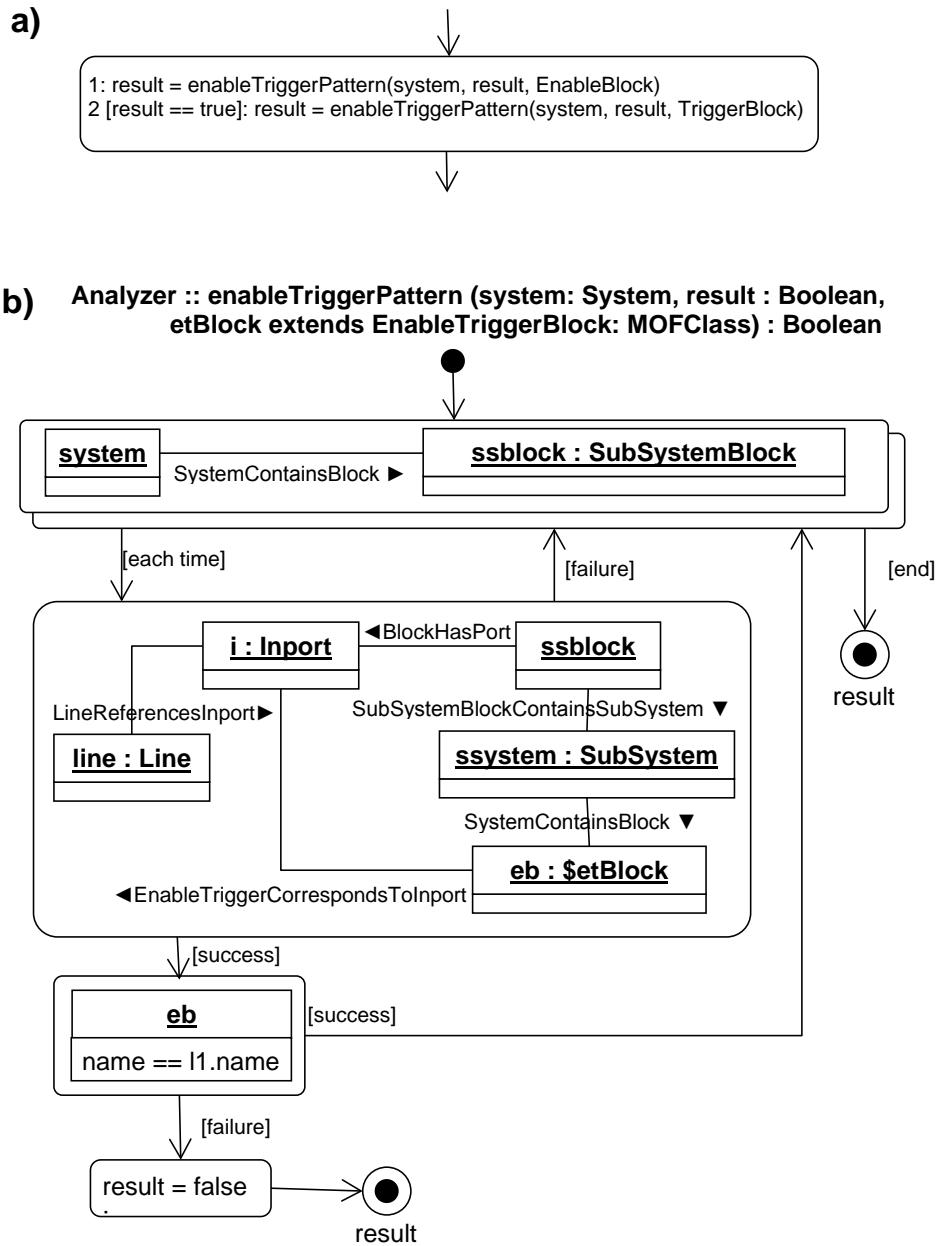 a)
1: result = enableTriggerPattern(system, result, EnableBlock)
2 [result == true]: result = enableTriggerPattern(system, result, TriggerBlock)
b)
Analyzer :: enableTriggerPattern (system: System, result : Boolean,
etBlock extends EnableTriggerBlock: MOFClass) : Boolean
system
ssblock : SubSystemBlock
SystemContainsBlock ►
[each time]
[failure]
[end]
i : Inport
◄BlockHasPort
ssblock
result
LineReferencesInport►
SubSystemBlockContainsSubSystem ▼
line : Line
ssystem : SubSystem
SystemContainsBlock ▼
eb : $etBlock
◄EnableTriggerCorrespondsToInport
[success]
eb
[success]
name == l1.name
[failure]
result = false
.
result